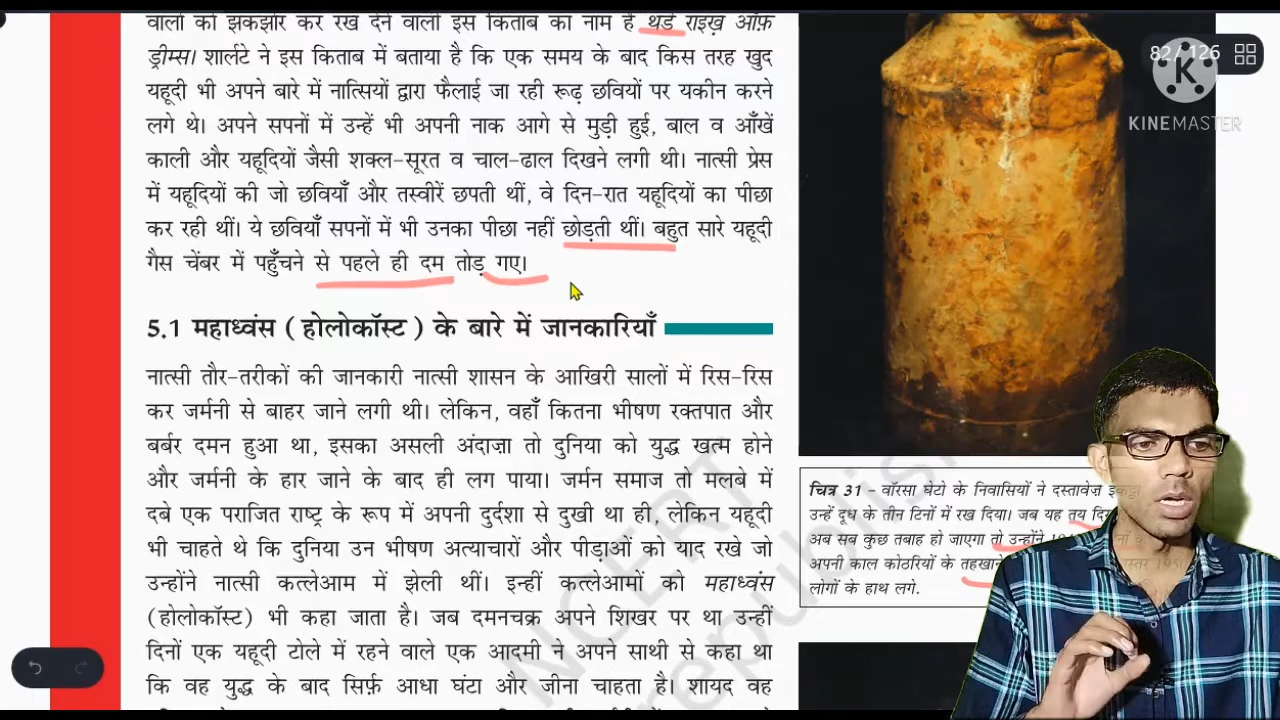 वालों को झकझोर कर रख देने वाली इस किताब का नाम है थर्ड राइख़ ऑफ़
ड्रीम्स। शार्लटे ने इस किताब में बताया है कि एक समय के बाद किस तरह खुद
यहूदी भी अपने बारे में नात्सियों द्वारा फैलाई जा रही रूढ़ छवियों पर यकीन करने
लगे थे। अपने सपनों में उन्हें भी अपनी नाक आगे से मुड़ी हुई, बाल व आँखें
काली और यहूदियों जैसी शक्ल-सूरत व चाल-ढाल दिखने लगी थी। नात्सी प्रेस
में यहूदियों की जो छवियाँ और तस्वीरें छपती थीं, वे दिन-रात यहूदियों का पीछा
कर रही थीं। ये छवियाँ सपनों में भी उनका पीछा नहीं छोड़ती थीं। बहुत सारे यहूदी
गैस चेंबर में पहुँचने से पहले ही दम तोड़ गए।
5.1 महाध्वंस (होलोकॉस्ट) के बारे में जानकारियाँ
नात्सी तौर-तरीकों की जानकारी नात्सी शासन के आखिरी सालों में रिस-रिस
कर जर्मनी से बाहर जाने लगी थी। लेकिन, वहाँ कितना भीषण रक्तपात और
बर्बर दमन हुआ था, इसका असली अंदाज़ा तो दुनिया को युद्ध खत्म होने
और जर्मनी के हार जाने के बाद ही लग पाया। जर्मन समाज तो मलबे में
दबे एक पराजित राष्ट्र के रूप में अपनी दुर्दशा से दुखी था ही, लेकिन यहूदी
भी चाहते थे कि दुनिया उन भीषण अत्याचारों और पीड़ाओं को याद रखे जो
उन्होंने नात्सी कत्लेआम में झेली थीं। इन्हीं कत्लेआमों को महाध्वंस
(होलोकॉस्ट) भी कहा जाता है। जब दमनचक्र अपने शिखर पर था उन्हीं
दिनों एक यहूदी टोले में रहने वाले एक आदमी ने अपने साथी से कहा था
कि वह युद्ध के बाद सिर्फ़ आधा घंटा और जीना चाहता है। शायद वह
82/126
K
KINEMASTER
चित्र 31 – वॉरसा घेटो के निवासियों ने दस्तावेज़
उन्हें दूध के तीन टिनों में रख दिया। जब यह तय
अब सब कुछ तबाह हो जाएगा तो उन्होंने
अपनी काल कोठरियों के तहखाने
लोगों के हाथ लगे।
NCERT
republis